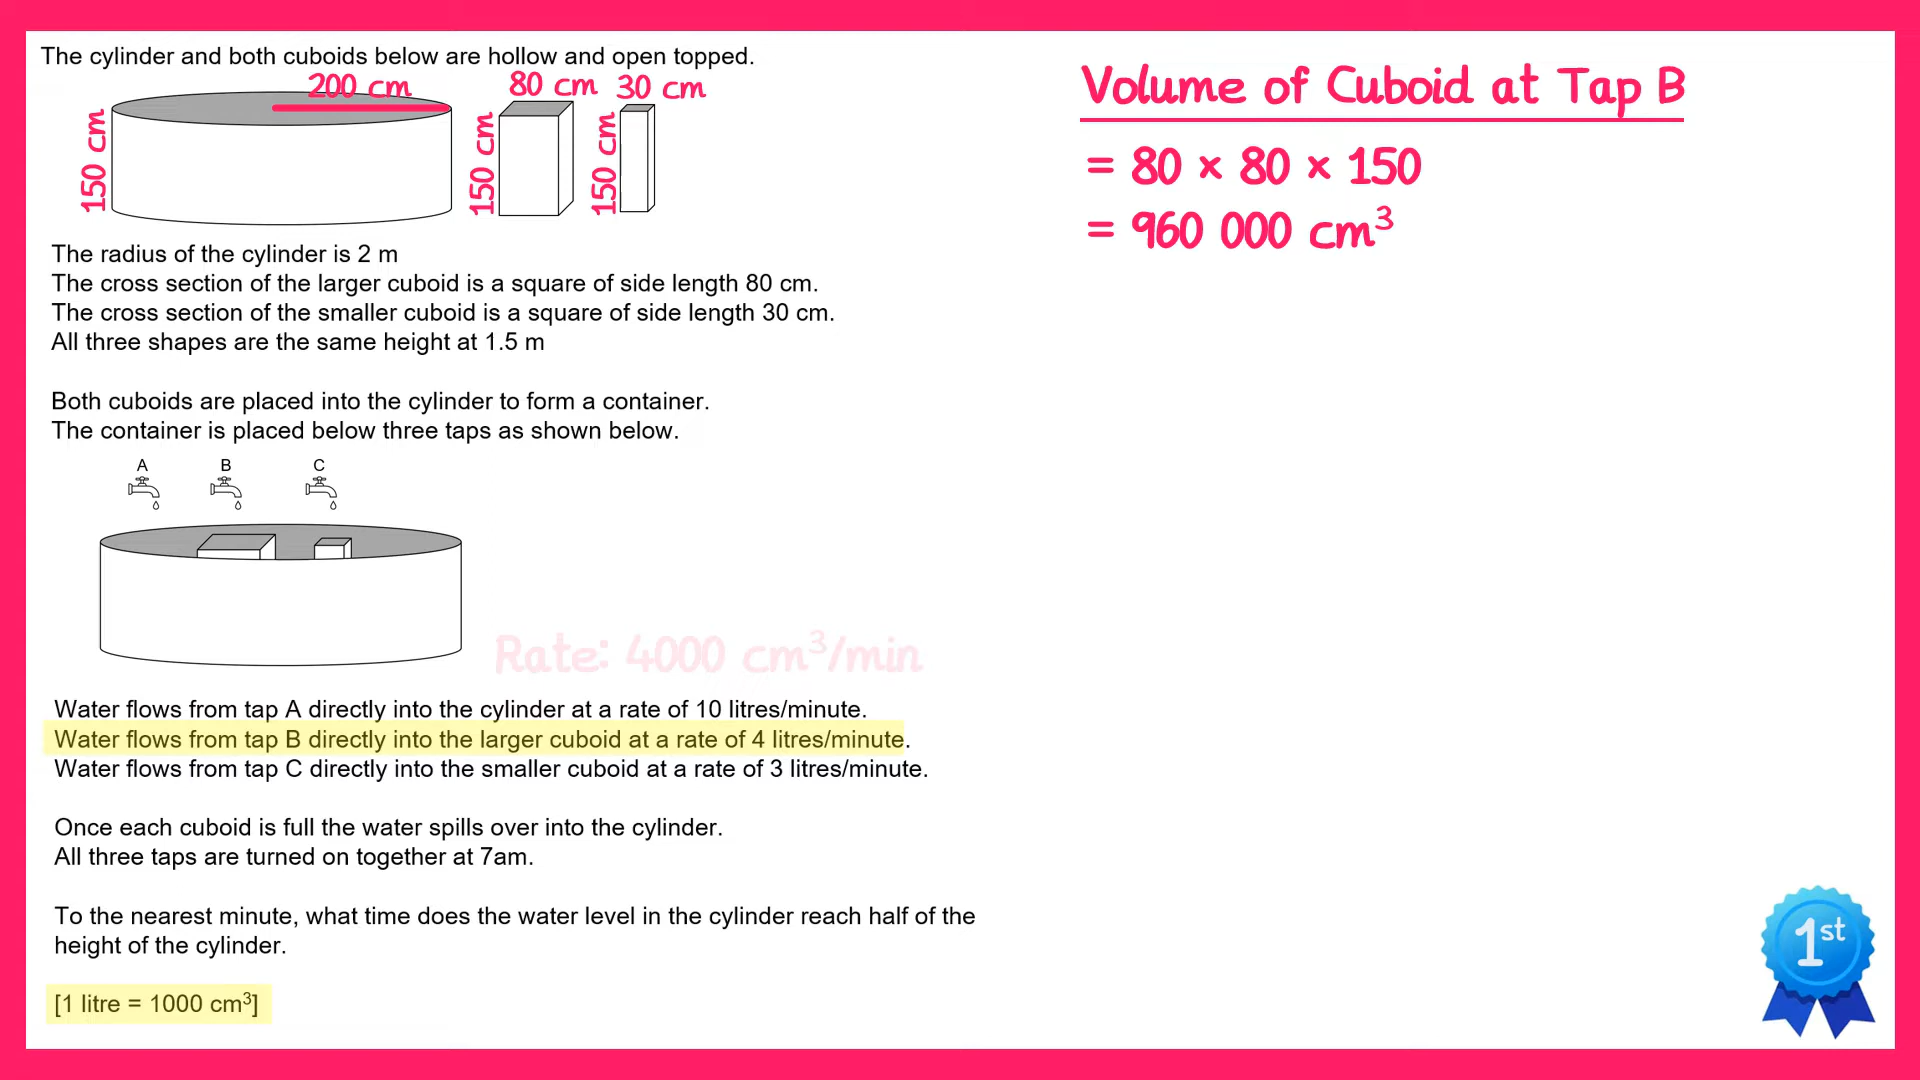 The cylinder and both cuboids below are hollow and open topped.
200 cm
80 cm
30 cm
150 cm
150 cm
150 cm
The radius of the cylinder is 2 m
The cross section of the larger cuboid is a square of side length 80 cm.
The cross section of the smaller cuboid is a square of side length 30 cm.
All three shapes are the same height at 1.5 m
Both cuboids are placed into the cylinder to form a container.
The container is placed below three taps as shown below.
A B C
Rate: 4000 cm³/min
Water flows from tap A directly into the cylinder at a rate of 10 litres/minute.
Water flows from tap B directly into the larger cuboid at a rate of 4 litres/minute.
Water flows from tap C directly into the smaller cuboid at a rate of 3 litres/minute.
Once each cuboid is full the water spills over into the cylinder.
All three taps are turned on together at 7am.
To the nearest minute, what time does the water level in the cylinder reach half of the
height of the cylinder.
[1 litre = 1000 cm³]
Volume of Cuboid at Tap B
= 80 × 80 × 150
= 960 000 cm³
1st